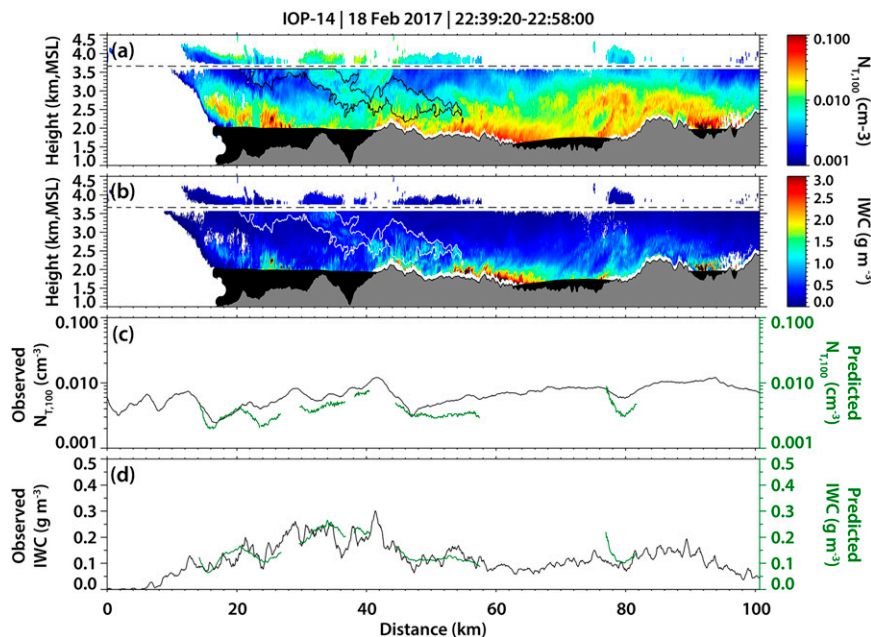 IOP-14 | 18 Feb 2017 | 22:39:20-22:58:00
(a)
Height (km,MSL)
4.5
4.0
3.5
3.0
2.5
2.0
1.5
1.0
0.100
0.010
0.001
N_T,100 (cm-3)
(b)
Height (km,MSL)
4.5
4.0
3.5
3.0
2.5
2.0
1.5
1.0
3.0
2.5
2.0
1.5
1.0
0.5
0.0
IWC (g m⁻³)
(c)
Observed
N_T,100 (cm⁻³)
0.100
0.010
0.001
0.100
0.010
0.001
Predicted
N_T,100 (cm⁻³)
(d)
Observed
IWC (g m⁻³)
0.5
0.4
0.3
0.2
0.1
0.0
0.5
0.4
0.3
0.2
0.1
0.0
Predicted
IWC (g m⁻³)
0 20 40 60 80 100
Distance (km)